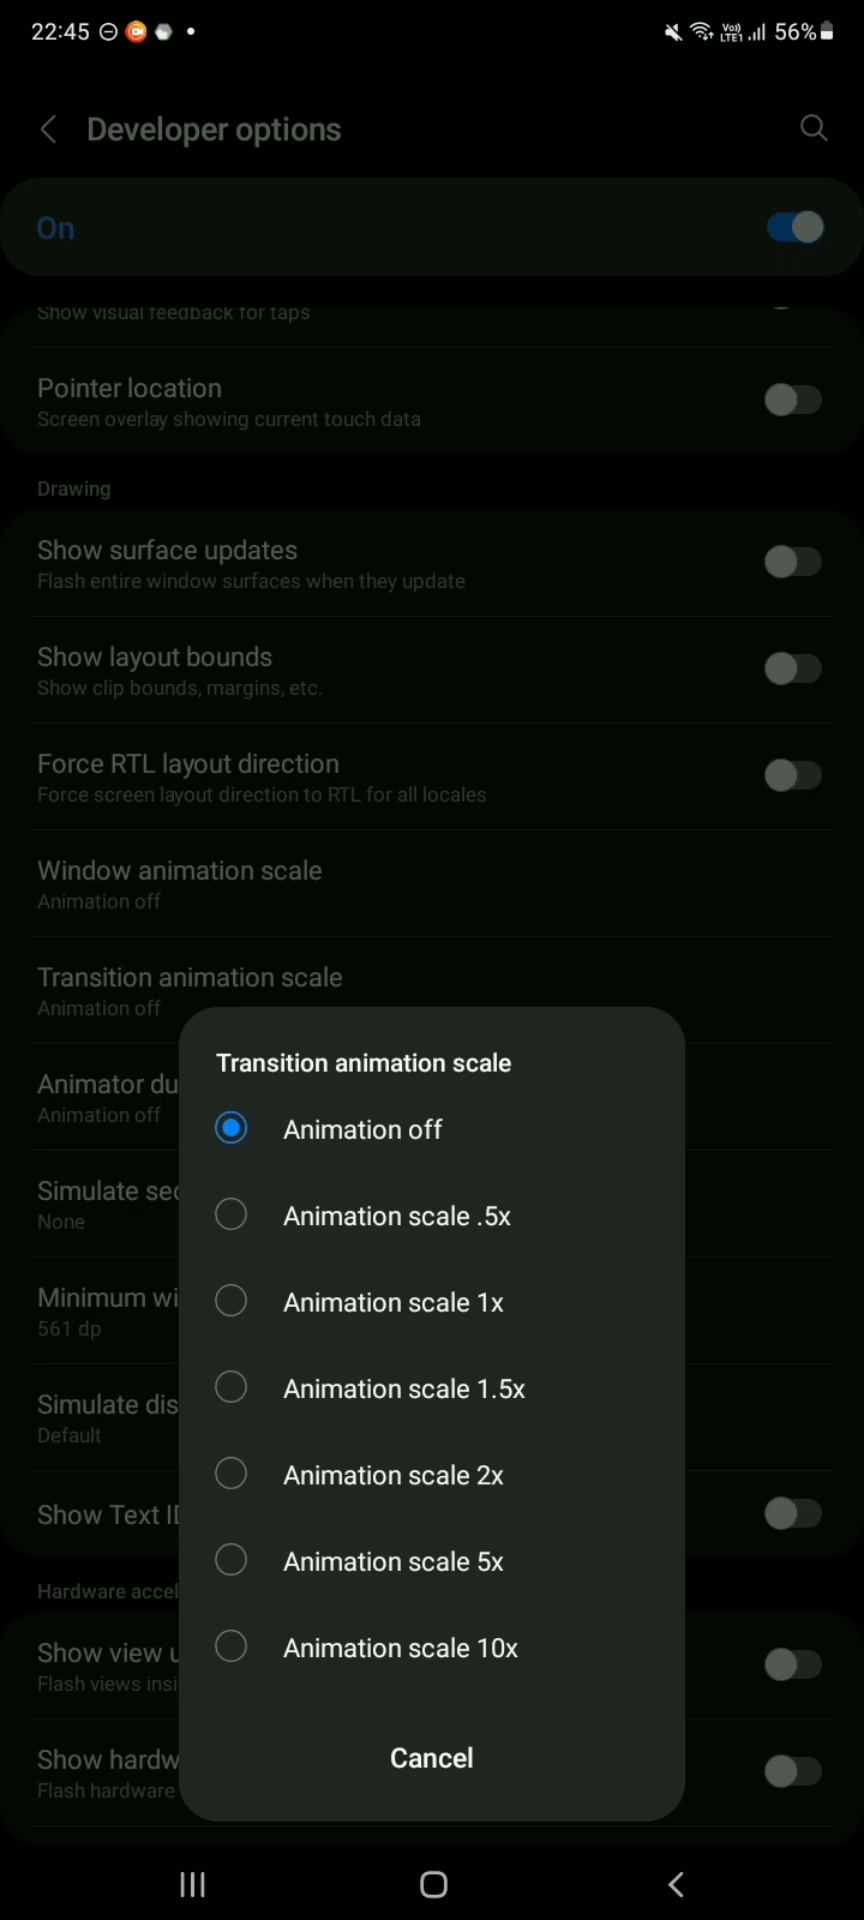 22:45
Vo)) LTE1 56%
Developer options
On
Show visual feedback for taps
Pointer location
Screen overlay showing current touch data
Drawing
Show surface updates
Flash entire window surfaces when they update
Show layout bounds
Show clip bounds, margins, etc.
Force RTL layout direction
Force screen layout direction to RTL for all locales
Window animation scale
Animation off
Transition animation scale
Animation off
Animator du
Animation off
Simulate sec
None
Minimum wi
561 dp
Simulate dis
Default
Show Text ID
Hardware accel
Show view u
Flash views insi
Show hardw
Flash hardware
Transition animation scale
Animation off
Animation scale .5x
Animation scale 1x
Animation scale 1.5x
Animation scale 2x
Animation scale 5x
Animation scale 10x
Cancel